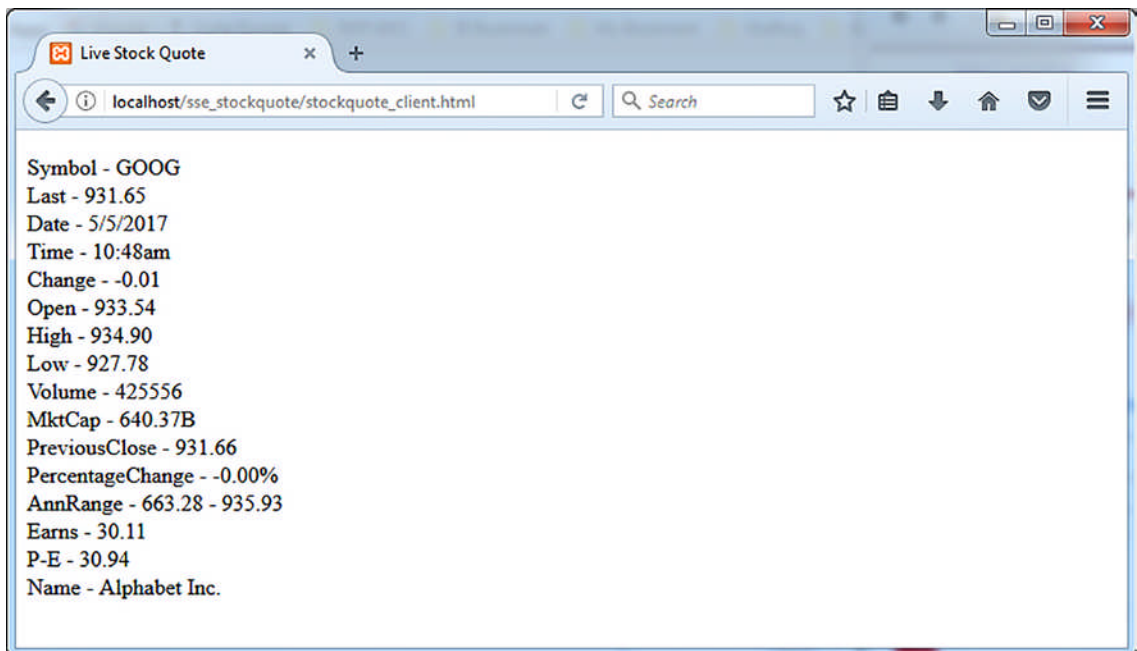 Live Stock Quote
localhost/sse_stockquote/stockquote_client.html
Search
Symbol - GOOG
Last - 931.65
Date - 5/5/2017
Time - 10:48am
Change - -0.01
Open - 933.54
High - 934.90
Low - 927.78
Volume - 425556
MktCap - 640.37B
PreviousClose - 931.66
PercentageChange - -0.00%
AnnRange - 663.28 - 935.93
Earns - 30.11
P-E - 30.94
Name - Alphabet Inc.